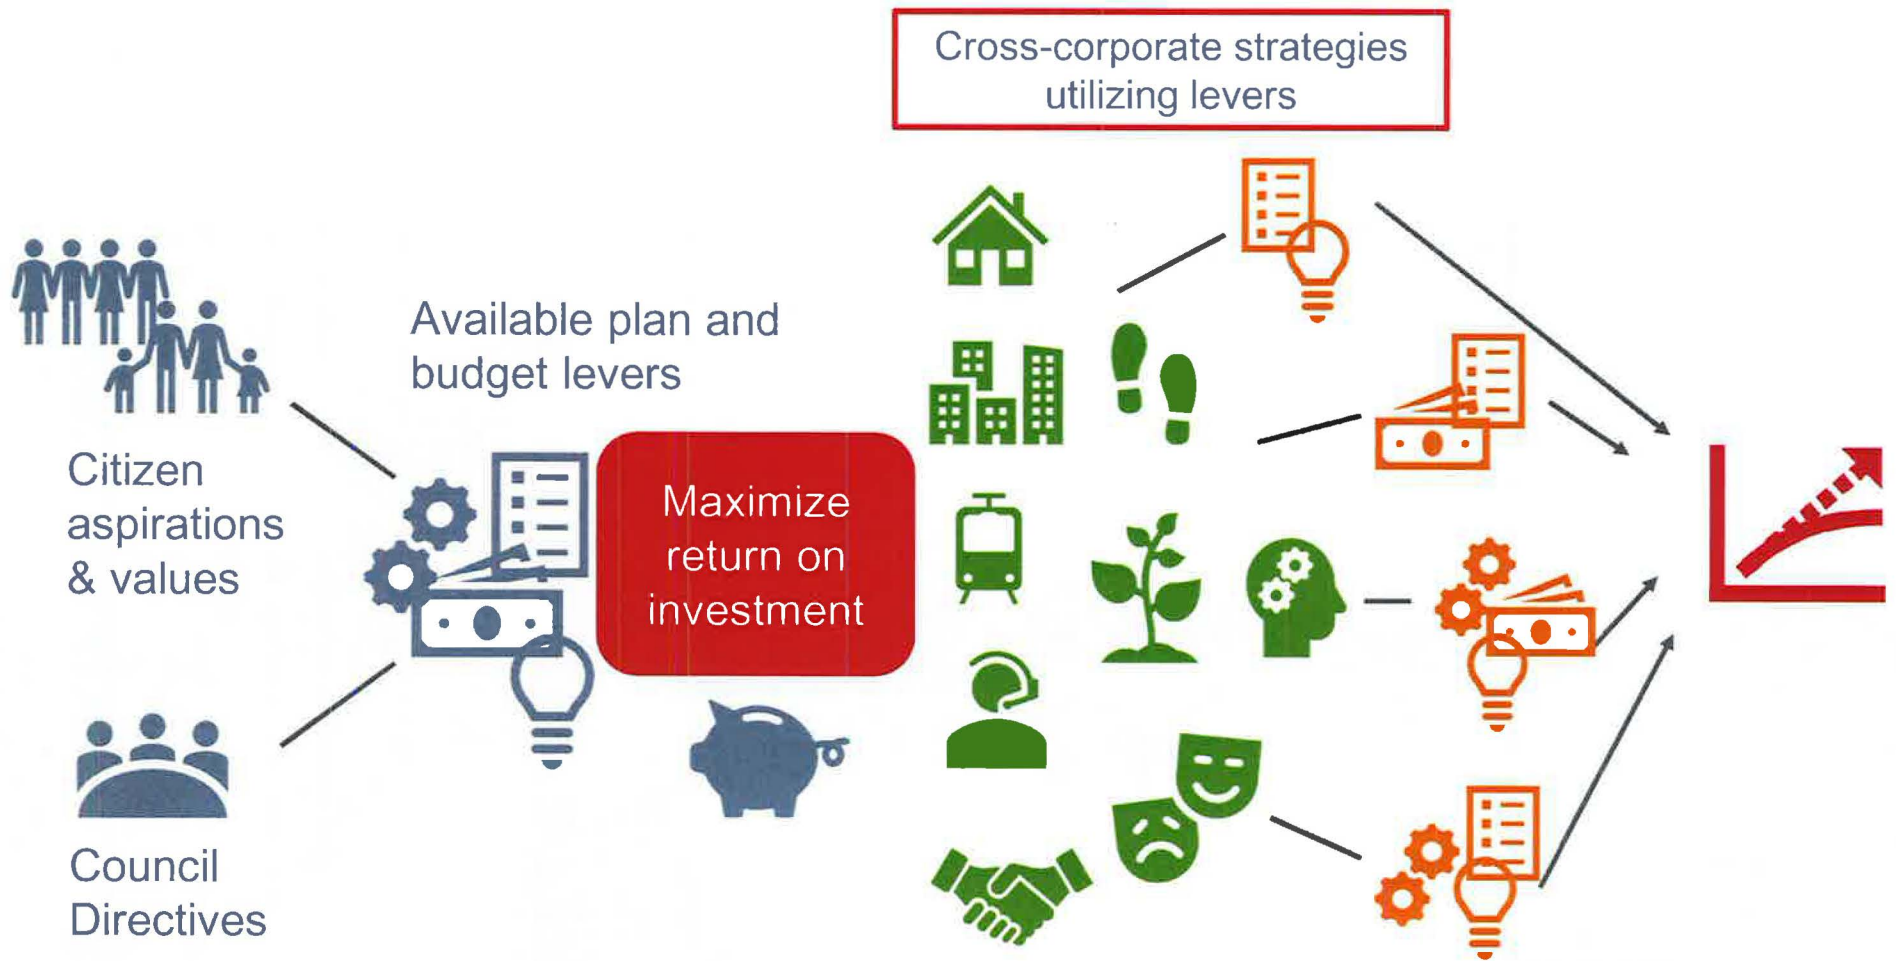 Cross-corporate strategies
utilizing levers
Available plan and
budget levers
Citizen
aspirations
& values
Maximize
return on
investment
Council
Directives